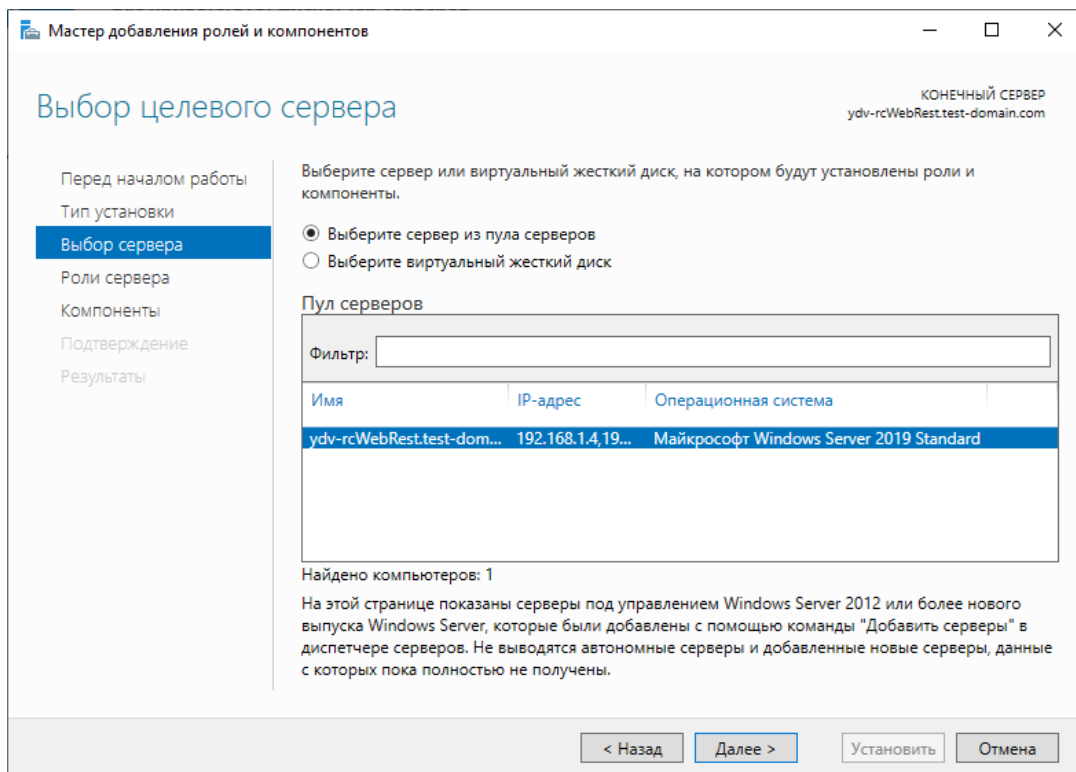 Мастер добавления ролей и компонентов
Выбор целевого сервера
КОНЕЧНЫЙ СЕРВЕР
ydv-rcWebRest.test-domain.com
Перед началом работы
Тип установки
Выбор сервера
Роли сервера
Компоненты
Подтверждение
Результаты
Выберите сервер или виртуальный жесткий диск, на котором будут установлены роли и
компоненты.
Выберите сервер из пула серверов
Выберите виртуальный жесткий диск
Пул серверов
Фильтр:
Имя IP-адрес Операционная система
ydv-rcWebRest.test-dom... 192.168.1.4,19... Майкрософт Windows Server 2019 Standard
Найдено компьютеров: 1
На этой странице показаны серверы под управлением Windows Server 2012 или более нового
выпуска Windows Server, которые были добавлены с помощью команды "Добавить серверы" в
диспетчере серверов. Не выводятся автономные серверы и добавленные новые серверы, данные
с которых пока полностью не получены.
< Назад Далее > Установить Отмена